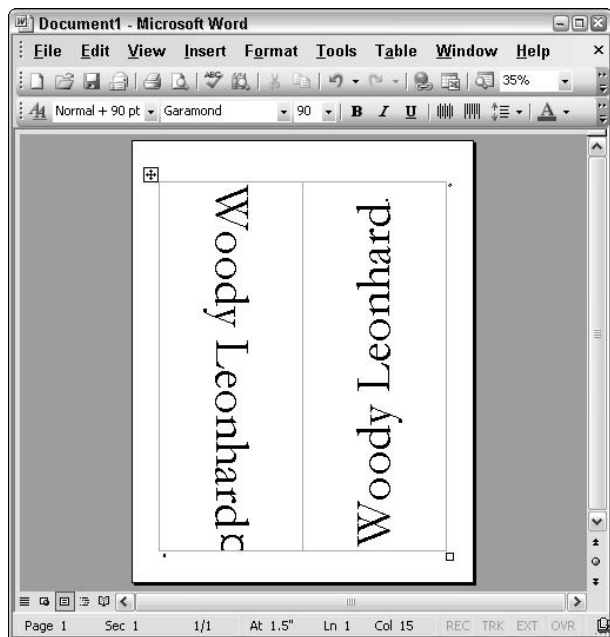 Document1 - Microsoft Word
File Edit View Insert Format Tools Table Window Help
ABC 35%
Normal + 90 pt Garamond 90 B I U A
Woody Leonhard¤
Woody Leonhard
Page 1 Sec 1 1/1 At 1.5" Ln 1 Col 15 REC TRK EXT OVR